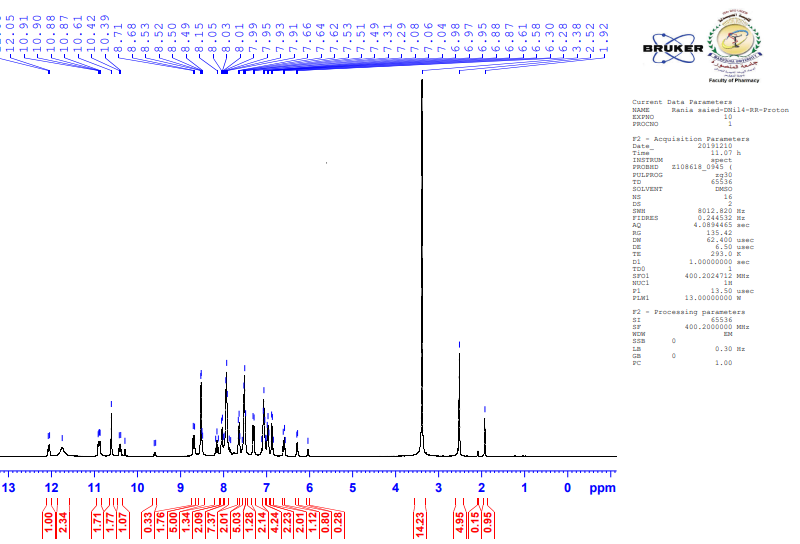 12.05
10.91
10.90
10.88
10.87
10.61
10.42
10.39
8.71
8.68
8.53
8.52
8.50
8.49
8.15
8.05
8.03
8.01
7.95
7.93
7.91
7.66
7.64
7.62
7.53
7.51
7.49
7.31
7.29
7.08
7.06
7.04
6.98
6.97
6.95
6.88
6.87
6.61
6.58
6.30
6.28
3.38
2.52
1.92
BRUKER
Faculty of Pharmacy
Current Data Parameters
NAME Rania saied-DHi14-RR-Proton
EXPNO 10
PROCNO 1
F2 - Acquisition Parameters
Date_ 20191210
Time 11.07 h
INSTRUM spect
PROBHD Z108618_0945 (
PULPROG zg30
TD 65536
SOLVENT DMSO
NS 16
DS 2
SWH 8012.820 Hz
FIDRES 0.244532 Hz
AQ 4.0894465 sec
RG 135.42
DW 62.400 usec
DE 6.50 usec
TE 293.0 K
D1 1.00000000 sec
TD0 1
SFO1 400.2024712 MHz
NUC1 1H
P1 13.50 usec
PLW1 13.00000000 W
F2 - Processing parameters
SI 65536
SF 400.2000000 MHz
WDW EM
SSB 0
LB 0.30 Hz
GB 0
PC 1.00
13 12 11 10 9 8 7 6 5 4 3 2 1 0 ppm
1.00
2.34
1.71
1.77
1.07
0.33
1.76
5.00
1.34
2.09
7.37
2.01
5.03
1.28
2.14
4.24
2.23
2.01
1.12
0.80
0.28
14.23
4.95
0.15
0.95